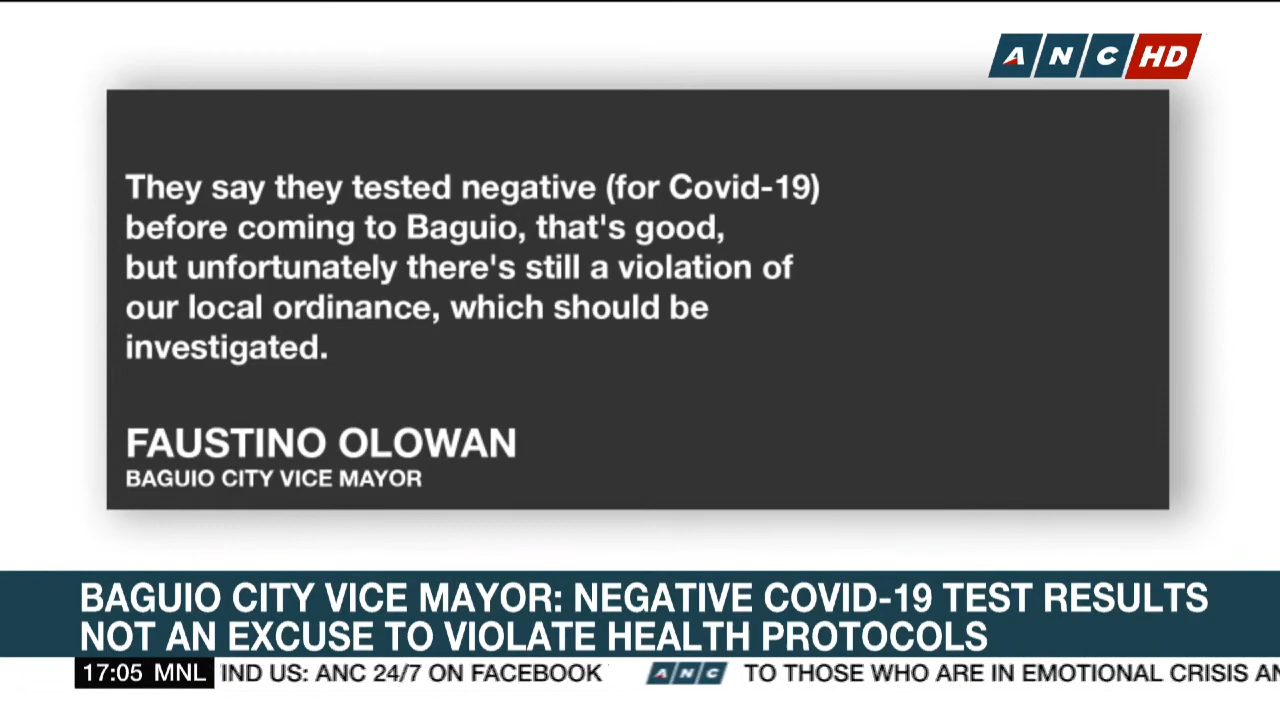 ANC HD
They say they tested negative (for Covid-19)
before coming to Baguio, that's good,
but unfortunately there's still a violation of
our local ordinance, which should be
investigated.
FAUSTINO OLOWAN
BAGUIO CITY VICE MAYOR
BAGUIO CITY VICE MAYOR: NEGATIVE COVID-19 TEST RESULTS
NOT AN EXCUSE TO VIOLATE HEALTH PROTOCOLS
17:05 MNL IND US: ANC 24/7 ON FACEBOOK ANC TO THOSE WHO ARE IN EMOTIONAL CRISIS AN